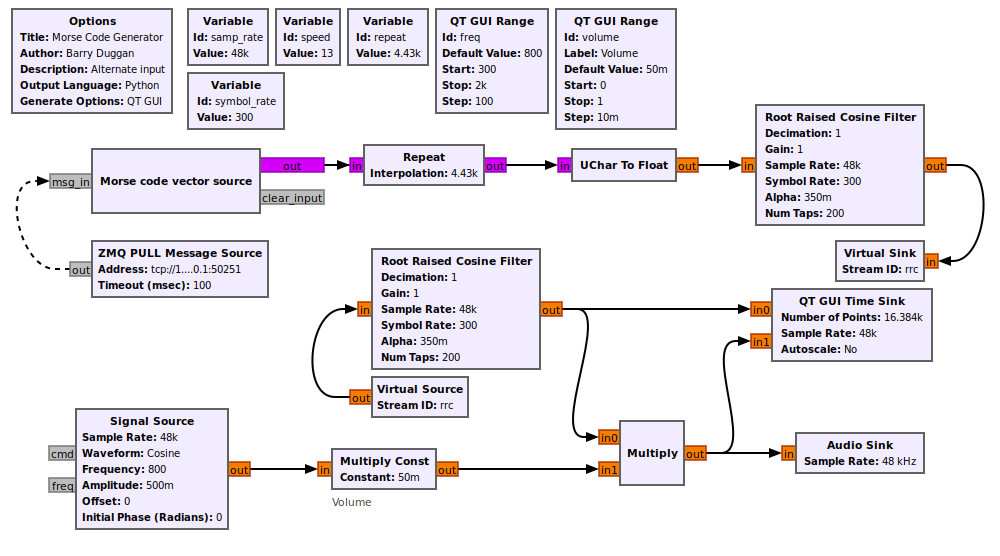 Options
Title: Morse Code Generator
Author: Barry Duggan
Description: Alternate input
Output Language: Python
Generate Options: QT GUI
Variable
Id: samp_rate
Value: 48k
Variable
Id: speed
Value: 13
Variable
Id: repeat
Value: 4.43k
QT GUI Range
Id: freq
Default Value: 800
Start: 300
Stop: 2k
Step: 100
QT GUI Range
Id: volume
Label: Volume
Default Value: 50m
Start: 0
Stop: 1
Step: 10m
Variable
Id: symbol_rate
Value: 300
msg_in
Morse code vector source
out
clear_input
in
Repeat
Interpolation: 4.43k
out
in
UChar To Float
out
in
Root Raised Cosine Filter
Decimation: 1
Gain: 1
Sample Rate: 48k
Symbol Rate: 300
Alpha: 350m
Num Taps: 200
out
out
ZMQ PULL Message Source
Address: tcp://1....0.1:50251
Timeout (msec): 100
Virtual Sink
Stream ID: rrc
in
in
Root Raised Cosine Filter
Decimation: 1
Gain: 1
Sample Rate: 48k
Symbol Rate: 300
Alpha: 350m
Num Taps: 200
out
in0
in1
QT GUI Time Sink
Number of Points: 16.384k
Sample Rate: 48k
Autoscale: No
out
Virtual Source
Stream ID: rrc
cmd
freq
Signal Source
Sample Rate: 48k
Waveform: Cosine
Frequency: 800
Amplitude: 500m
Offset: 0
Initial Phase (Radians): 0
out
in
Multiply Const
Constant: 50m
out
Volume
in0
in1
Multiply
out
in
Audio Sink
Sample Rate: 48 kHz